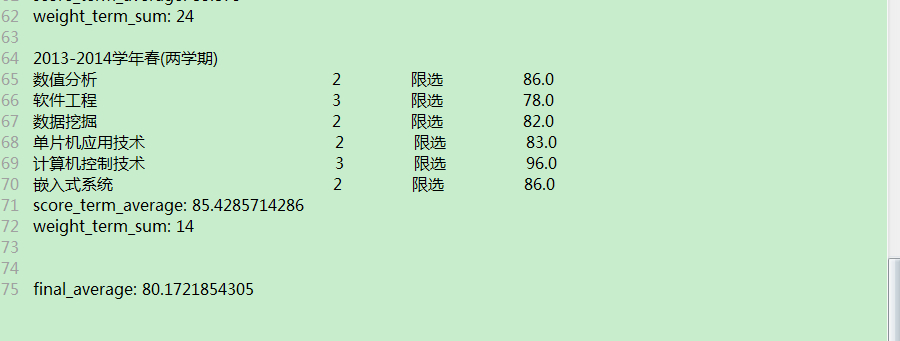 62 weight_term_sum: 24
63
64 2013-2014学年春(两学期)
65 数值分析 2 限选 86.0
66 软件工程 3 限选 78.0
67 数据挖掘 2 限选 82.0
68 单片机应用技术 2 限选 83.0
69 计算机控制技术 3 限选 96.0
70 嵌入式系统 2 限选 86.0
71 score_term_average: 85.4285714286
72 weight_term_sum: 14
73
74
75 final_average: 80.1721854305